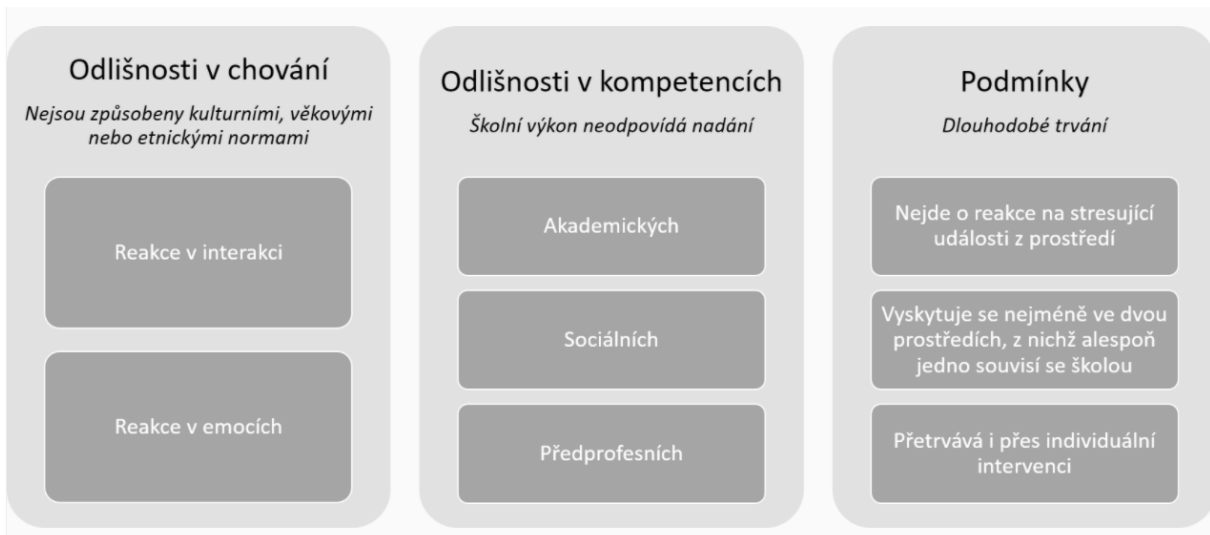 Odlišnosti v chování
Nejsou způsobeny kulturními, věkovými
nebo etnickými normami
Reakce v interakci
Reakce v emocích
Odlišnosti v kompetencích
Školní výkon neodpovídá nadání
Akademických
Sociálních
Předprofesních
Podmínky
Dlouhodobé trvání
Nejde o reakce na stresující
události z prostředí
Vyskytuje se nejméně ve dvou
prostředích, z nichž alespoň
jedno souvisí se školou
Přetrvává i přes individuální
intervenci